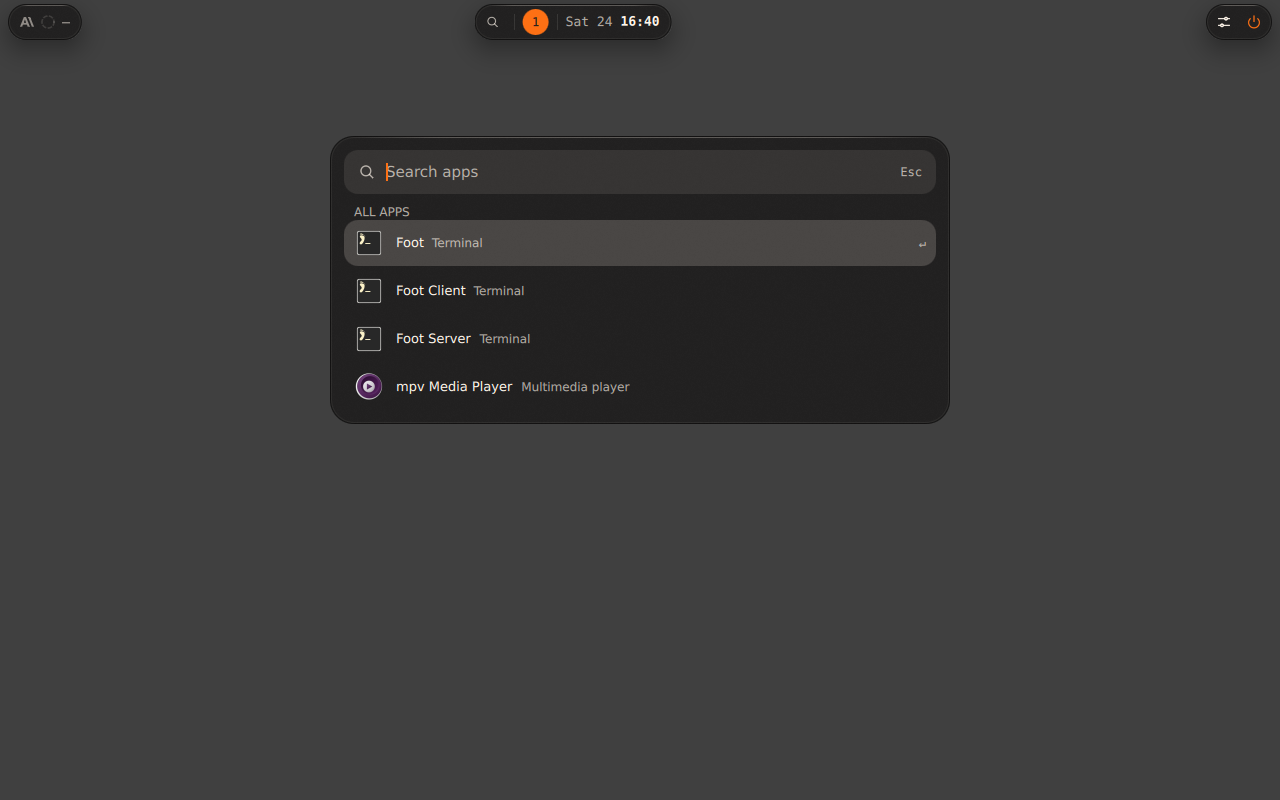 A\ –
1 Sat 24 16:40
Search apps Esc
ALL APPS
Foot Terminal ↵
Foot Client Terminal
Foot Server Terminal
mpv Media Player Multimedia player